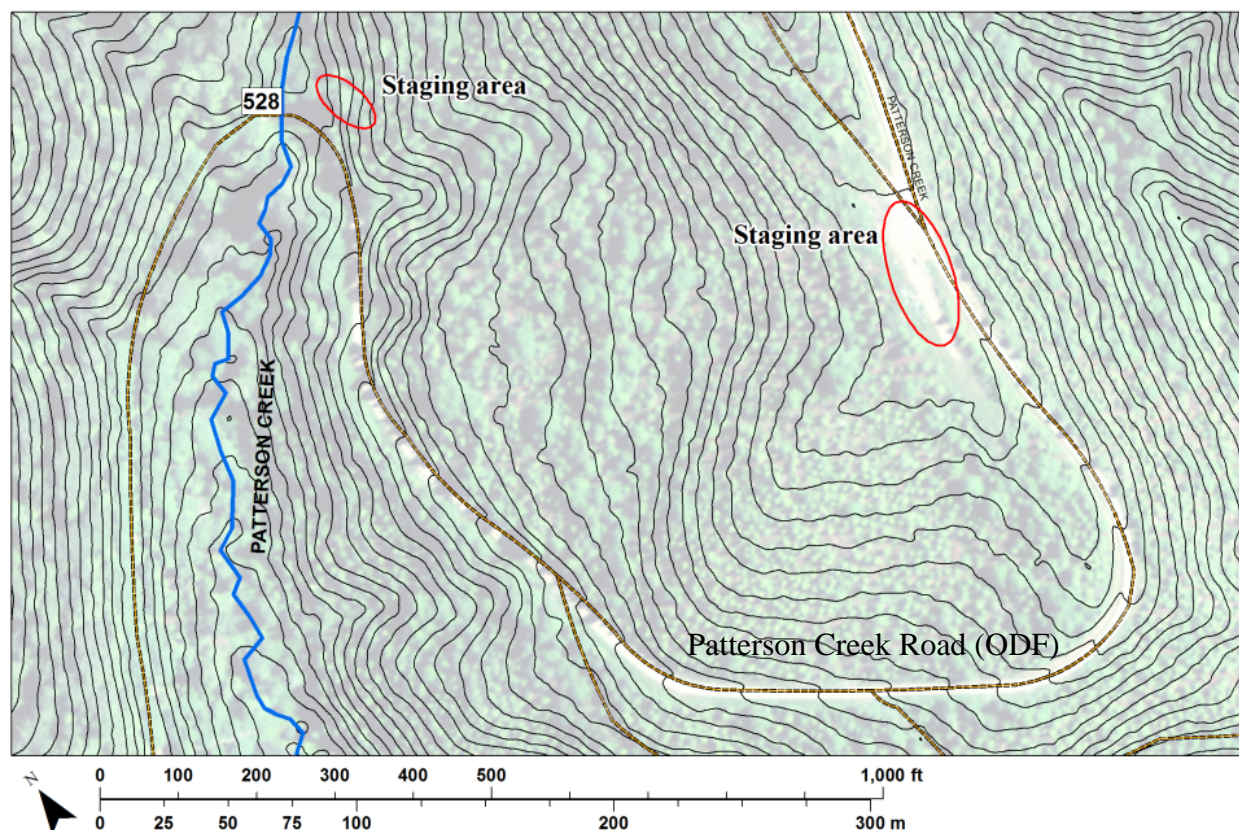 Staging area
528
PATTERSON CREEK
Staging area
PATTERSON CREEK
Patterson Creek Road (ODF)
N
0 100 200 300 400 500 1,000 ft
0 25 50 75 100 200 300 m